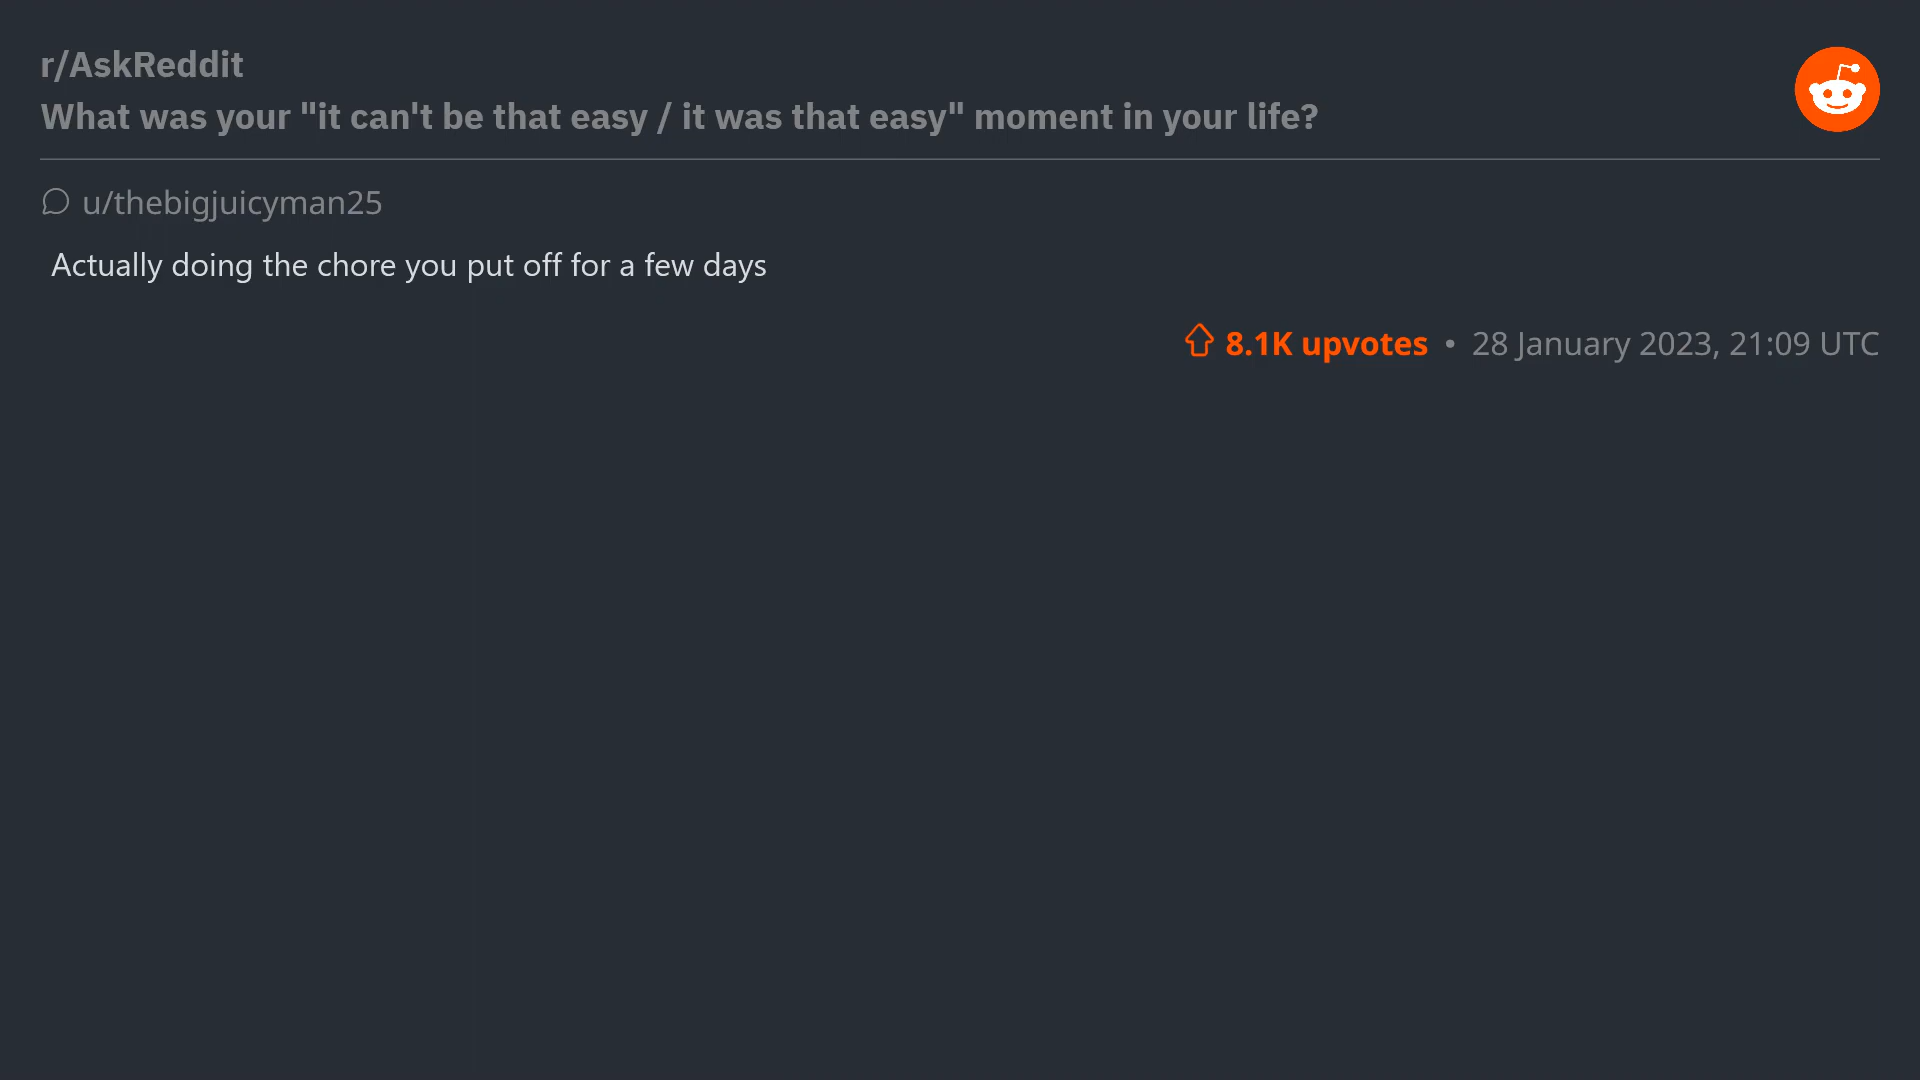 r/AskReddit
What was your "it can't be that easy / it was that easy" moment in your life?
u/thebigjuicyman25
Actually doing the chore you put off for a few days
8.1K upvotes • 28 January 2023, 21:09 UTC